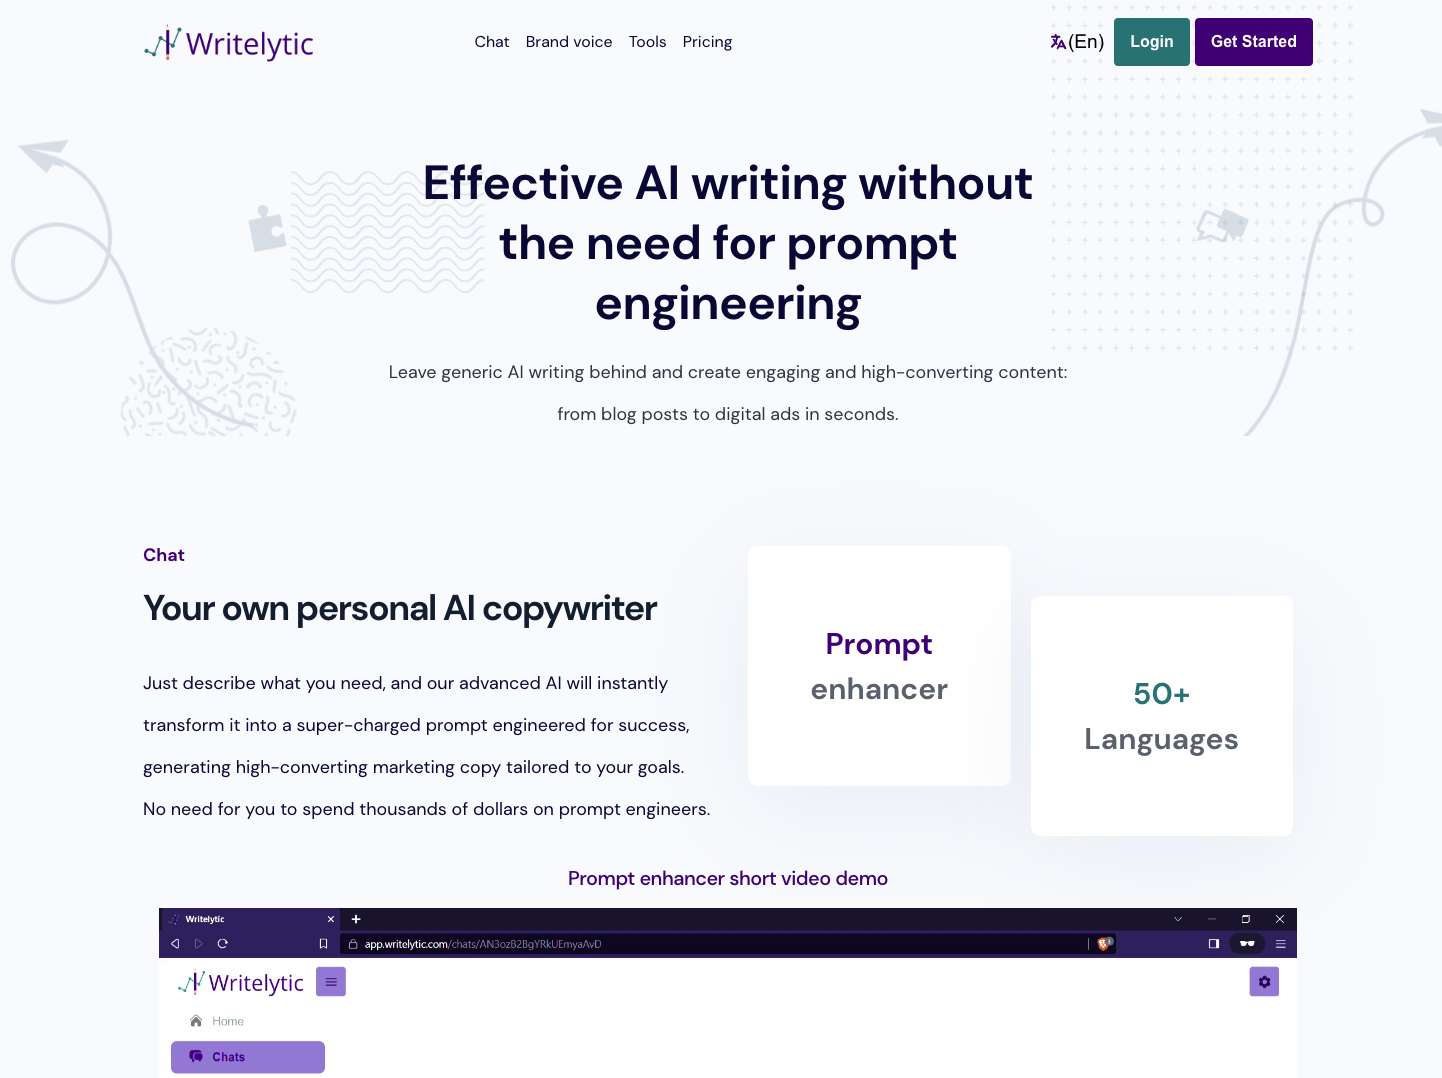 Writelytic
Chat Brand voice Tools Pricing
(En) Login Get Started
Effective AI writing without
the need for prompt
engineering
Leave generic AI writing behind and create engaging and high-converting content:
from blog posts to digital ads in seconds.
Chat
Your own personal AI copywriter
Just describe what you need, and our advanced AI will instantly
transform it into a super-charged prompt engineered for success,
generating high-converting marketing copy tailored to your goals.
No need for you to spend thousands of dollars on prompt engineers.
Prompt
enhancer
50+
Languages
Prompt enhancer short video demo
Writelytic
app.writelytic.com/chats/AN3ozB2BgYRkUEmyaAvD
Writelytic
Home
Chats